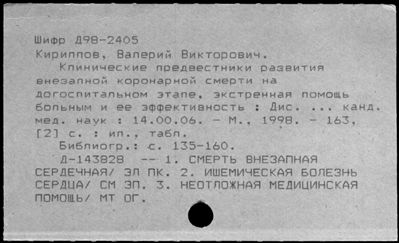 Шифр Д98-2405
Кириллов, Валерий Викторович.
Клинические предвестники развития
внезапной коронарной смерти на
догоспитальном этапе, экстренная помощь
больным и ее эффективность : Дис. ... канд.
мед. наук : 14.00.06. - М., 1998. - 163,
[2] с. : ил., табл.
Библиогр.: с. 135-160.
Д-143828 -- 1. СМЕРТЬ ВНЕЗАПНАЯ
СЕРДЕЧНАЯ/ ЭЛ ПК. 2. ИШЕМИЧЕСКАЯ БОЛЕЗНЬ
СЕРДЦА/ СМ ЭП. 3. НЕОТЛОЖНАЯ МЕДИЦИНСКАЯ
ПОМОЩЬ/ МТ ОГ.